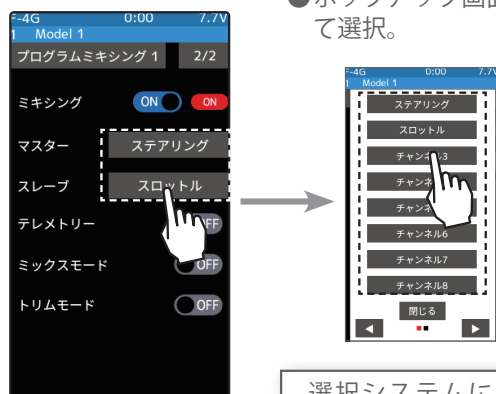 ●ポップアップ画面
て選択。
-4G 0:00 7.7V
1 Model 1
プログラムミキシング 1 2/2
ミキシング ON ON
マスター ステアリング
スレーブ スロットル
テレメトリー OFF
ミックスモード OFF
トリムモード OFF
-4G 0:00 7.7V
1 Model 1
ステアリング
スロットル
チャンネル3
チャンネ
チャンネ
チャンネル6
チャンネル7
チャンネル8
閉じる
選択システムに